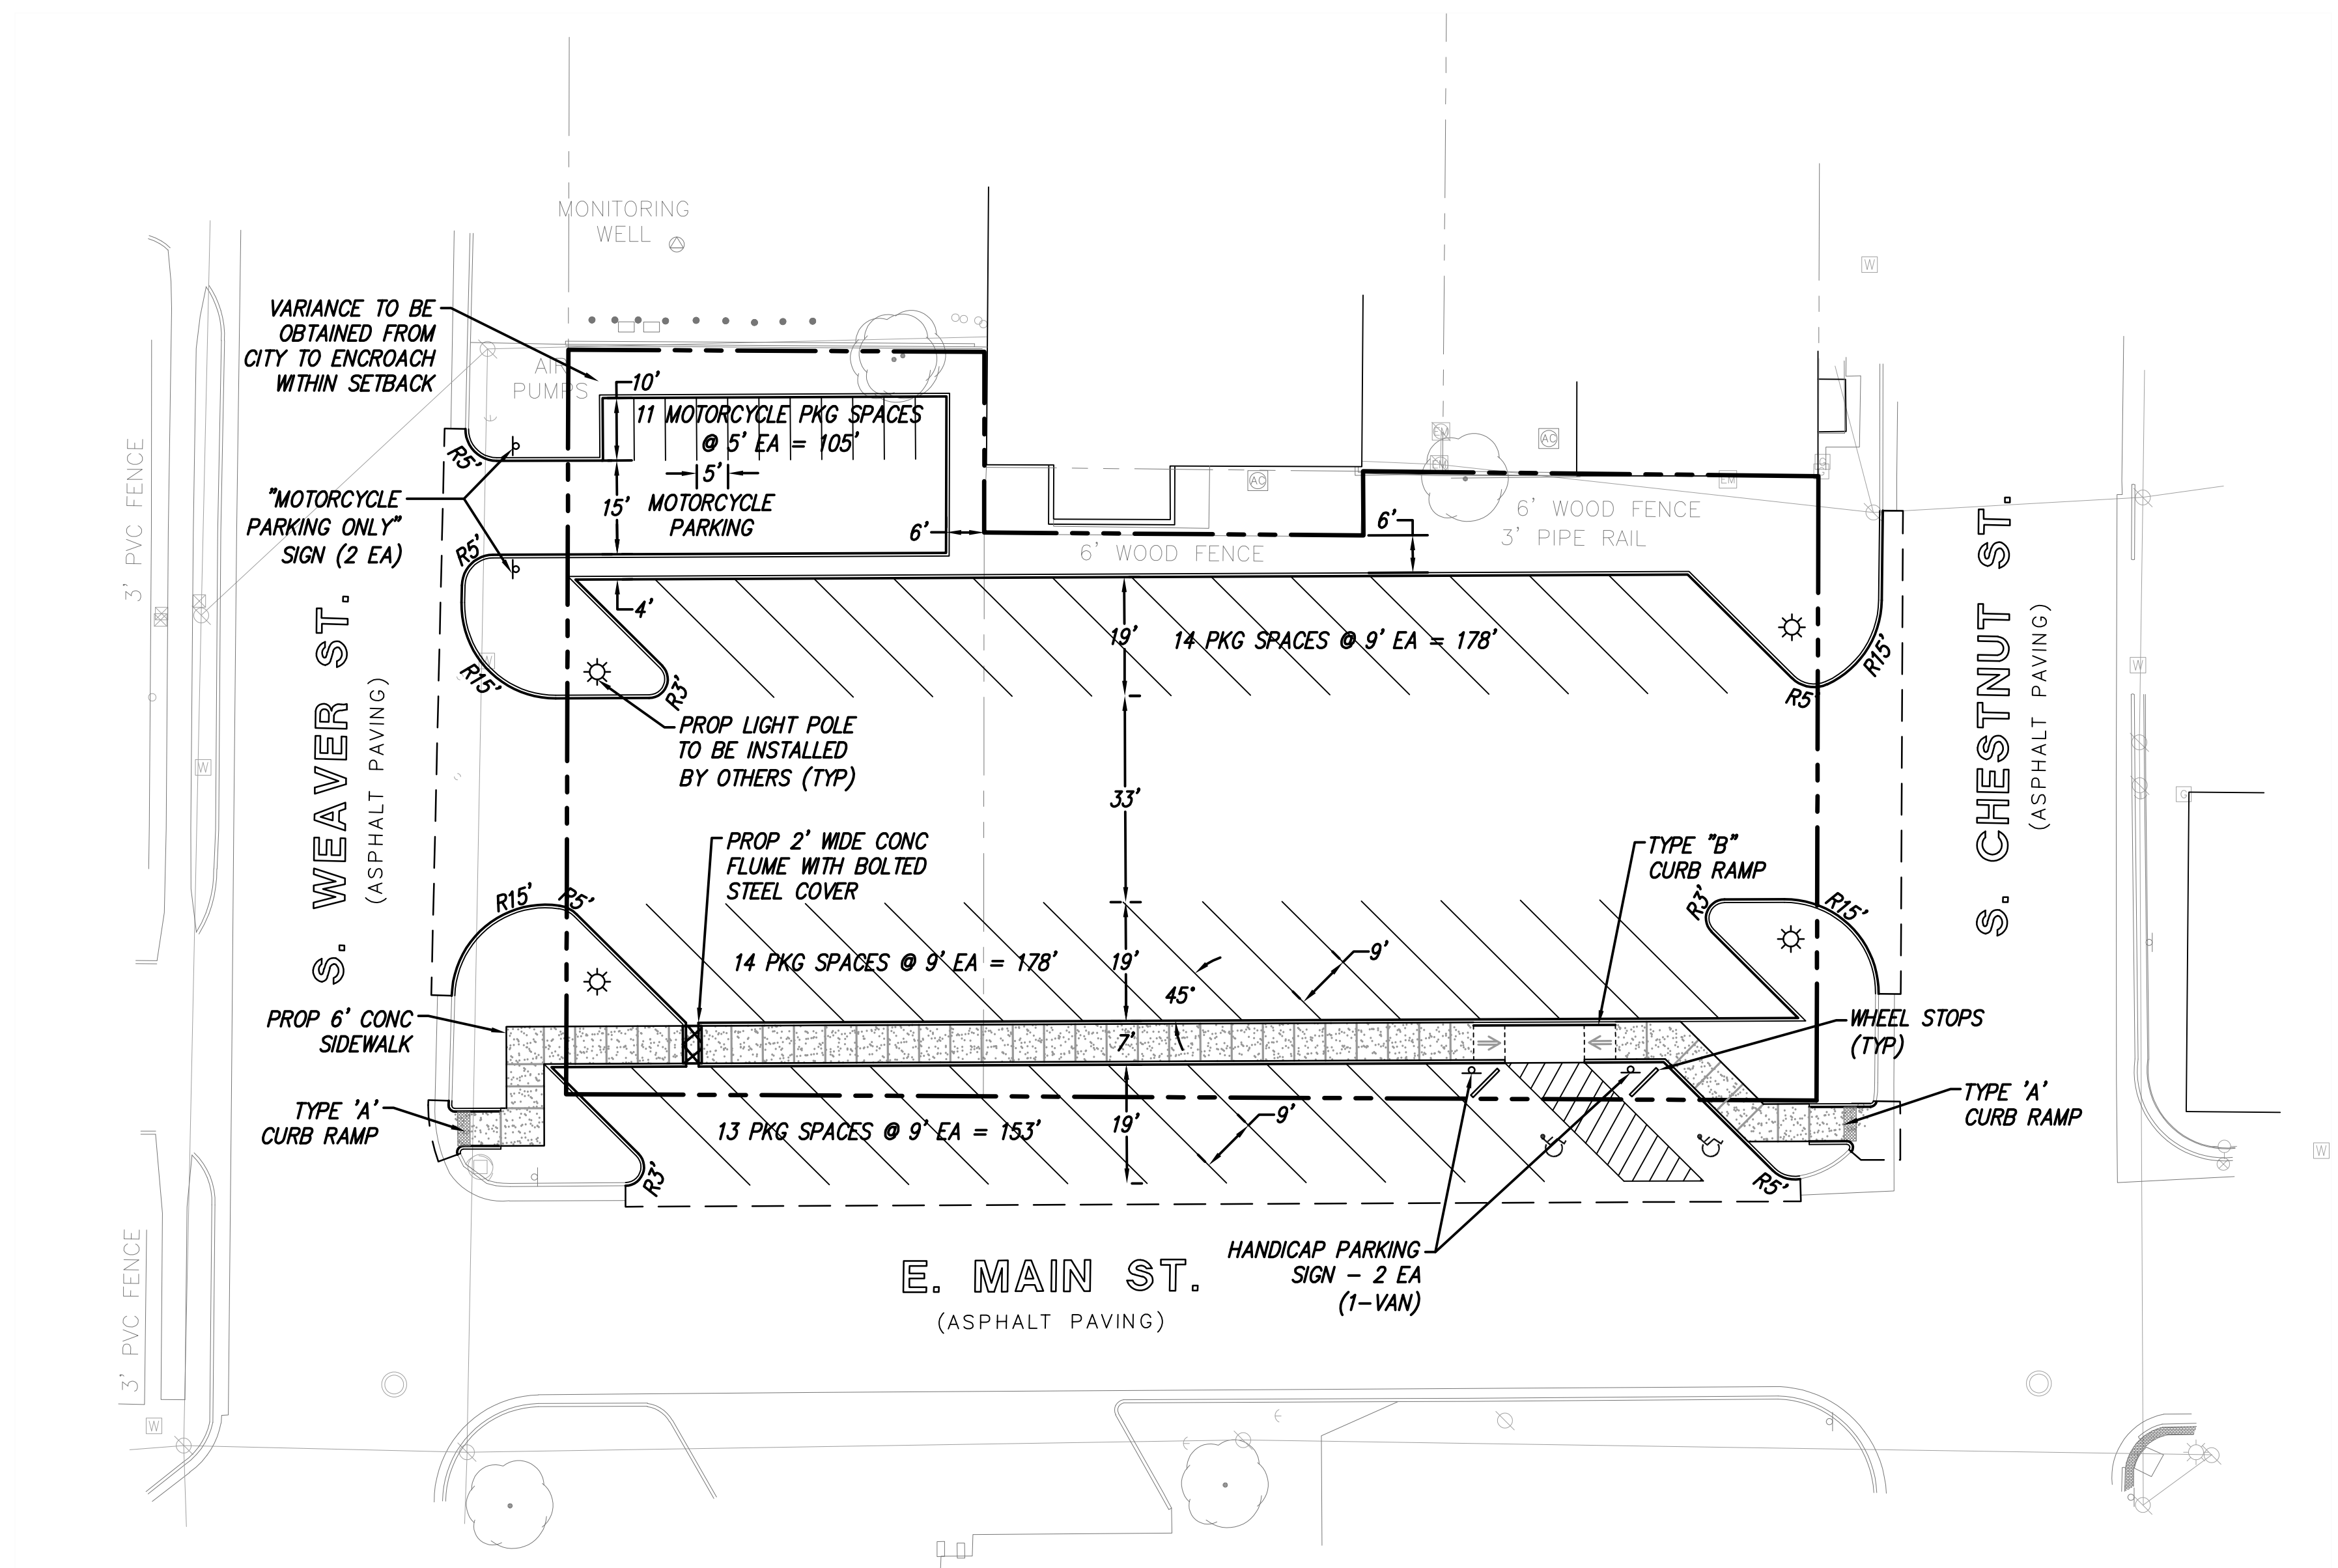 MONITORING
WELL
VARIANCE TO BE
OBTAINED FROM
CITY TO ENCROACH
WITHIN SETBACK
AIR
PUMPS
10'
11 MOTORCYCLE PKG SPACES
@ 5' EA = 105'
5'
15'
MOTORCYCLE
PARKING
R5'
"MOTORCYCLE
PARKING ONLY"
SIGN (2 EA)
R5'
3' PVC FENCE
6'
6' WOOD FENCE
6'
6' WOOD FENCE
3' PIPE RAIL
EM
EM
AC
AC
EM
G
W
4'
19'
14 PKG SPACES @ 9' EA = 178'
R15'
R3'
R15'
R5'
W
W
W
G
PROP LIGHT POLE
TO BE INSTALLED
BY OTHERS (TYP)
S. WEAVER ST.
(ASPHALT PAVING)
S. CHESTNUT ST.
(ASPHALT PAVING)
33'
PROP 2' WIDE CONC
FLUME WITH BOLTED
STEEL COVER
TYPE "B"
CURB RAMP
R15'
R5'
R3'
R15'
14 PKG SPACES @ 9' EA = 178'
19'
9'
45°
PROP 6' CONC
SIDEWALK
7'
WHEEL STOPS
(TYP)
TYPE 'A'
CURB RAMP
13 PKG SPACES @ 9' EA = 153'
19'
9'
TYPE 'A'
CURB RAMP
R3'
R5'
W
HANDICAP PARKING
SIGN - 2 EA
(1-VAN)
E. MAIN ST.
(ASPHALT PAVING)
3' PVC FENCE
W